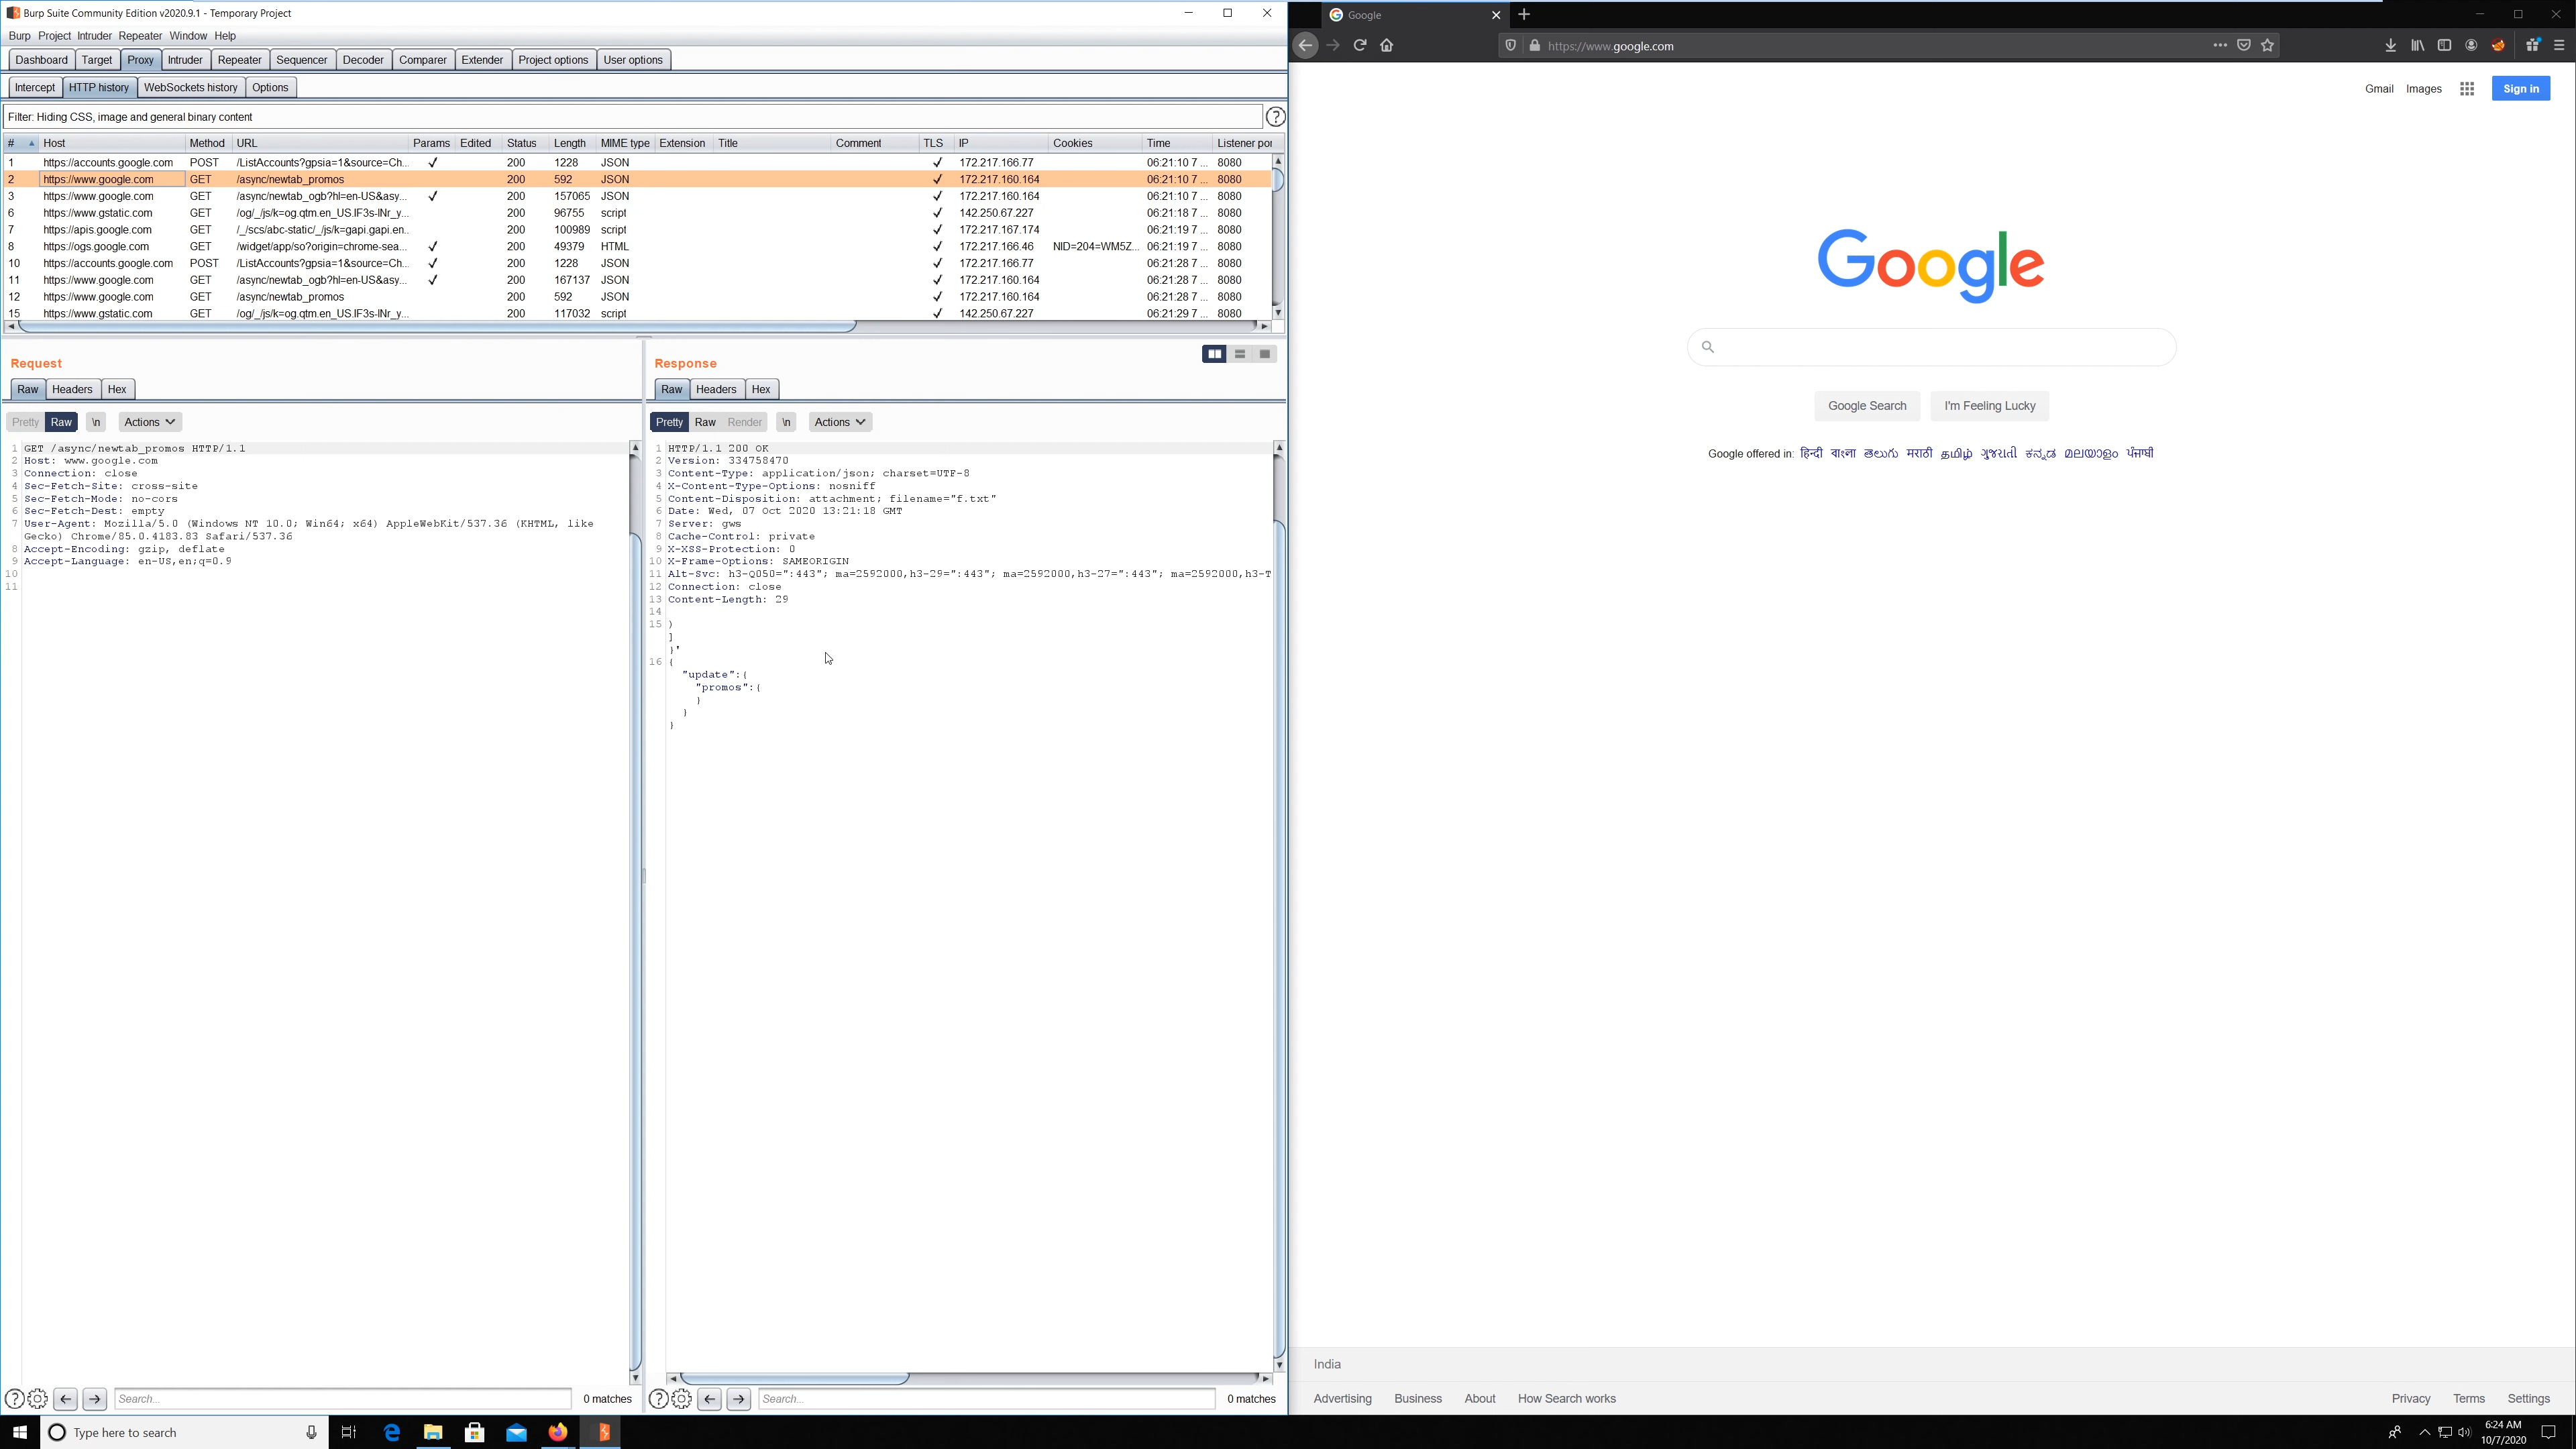 Burp Suite Community Edition v2020.9.1 - Temporary Project
Burp Project Intruder Repeater Window Help
Dashboard Target Proxy Intruder Repeater Sequencer Decoder Comparer Extender Project options User options
Intercept HTTP history WebSockets history Options
Filter: Hiding CSS, image and general binary content
# Host Method URL Params Edited Status Length MIME type Extension Title Comment TLS IP Cookies Time Listener por
1 https://accounts.google.com POST /ListAccounts?gpsia=1&source=Ch... ✓ 200 1228 JSON ✓ 172.217.166.77 06:21:10 7 ... 8080
2 https://www.google.com GET /async/newtab_promos 200 592 JSON ✓ 172.217.160.164 06:21:10 7 ... 8080
3 https://www.google.com GET /async/newtab_ogb?hl=en-US&asy... ✓ 200 157065 JSON ✓ 172.217.160.164 06:21:10 7 ... 8080
6 https://www.gstatic.com GET /og/_/js/k=og.qtm.en_US.IF3s-INr_y... 200 96755 script ✓ 142.250.67.227 06:21:18 7 ... 8080
7 https://apis.google.com GET /_/scs/abc-static/_/js/k=gapi.gapi.en.. 200 100989 script ✓ 172.217.167.174 06:21:19 7 ... 8080
8 https://ogs.google.com GET /widget/app/so?origin=chrome-sea... ✓ 200 49379 HTML ✓ 172.217.166.46 NID=204=WM5Z... 06:21:19 7 ... 8080
10 https://accounts.google.com POST /ListAccounts?gpsia=1&source=Ch... ✓ 200 1228 JSON ✓ 172.217.166.77 06:21:28 7 ... 8080
11 https://www.google.com GET /async/newtab_ogb?hl=en-US&asy... ✓ 200 167137 JSON ✓ 172.217.160.164 06:21:28 7 ... 8080
12 https://www.google.com GET /async/newtab_promos 200 592 JSON ✓ 172.217.160.164 06:21:28 7 ... 8080
15 https://www.gstatic.com GET /og/_/js/k=og.qtm.en_US.IF3s-INr_y... 200 117032 script ✓ 142.250.67.227 06:21:29 7 ... 8080
Request
Raw Headers Hex
Pretty Raw \n Actions
1 GET /async/newtab_promos HTTP/1.1
2 Host: www.google.com
3 Connection: close
4 Sec-Fetch-Site: cross-site
5 Sec-Fetch-Mode: no-cors
6 Sec-Fetch-Dest: empty
7 User-Agent: Mozilla/5.0 (Windows NT 10.0; Win64; x64) AppleWebKit/537.36 (KHTML, like
Gecko) Chrome/85.0.4183.83 Safari/537.36
8 Accept-Encoding: gzip, deflate
9 Accept-Language: en-US,en;q=0.9
10
11
Search... 0 matches
Response
Raw Headers Hex
Pretty Raw Render \n Actions
1 HTTP/1.1 200 OK
2 Version: 334758470
3 Content-Type: application/json; charset=UTF-8
4 X-Content-Type-Options: nosniff
5 Content-Disposition: attachment; filename="f.txt"
6 Date: Wed, 07 Oct 2020 13:21:18 GMT
7 Server: gws
8 Cache-Control: private
9 X-XSS-Protection: 0
10 X-Frame-Options: SAMEORIGIN
11 Alt-Svc: h3-Q050=":443"; ma=2592000,h3-29=":443"; ma=2592000,h3-27=":443"; ma=2592000,h3-T
12 Connection: close
13 Content-Length: 29
14
15 )
]
}'
16 {
"update":{
"promos":{
}
}
}
Search... 0 matches
Google
https://www.google.com
Gmail Images Sign in
Google
Google Search I'm Feeling Lucky
Google offered in: हिन्दी বাংলা తెలుగు मराठी தமிழ் ગુજરાતી ಕನ್ನಡ മലയാളം ਪੰਜਾਬੀ
India
Advertising Business About How Search works Privacy Terms Settings
Type here to search
6:24 AM
10/7/2020